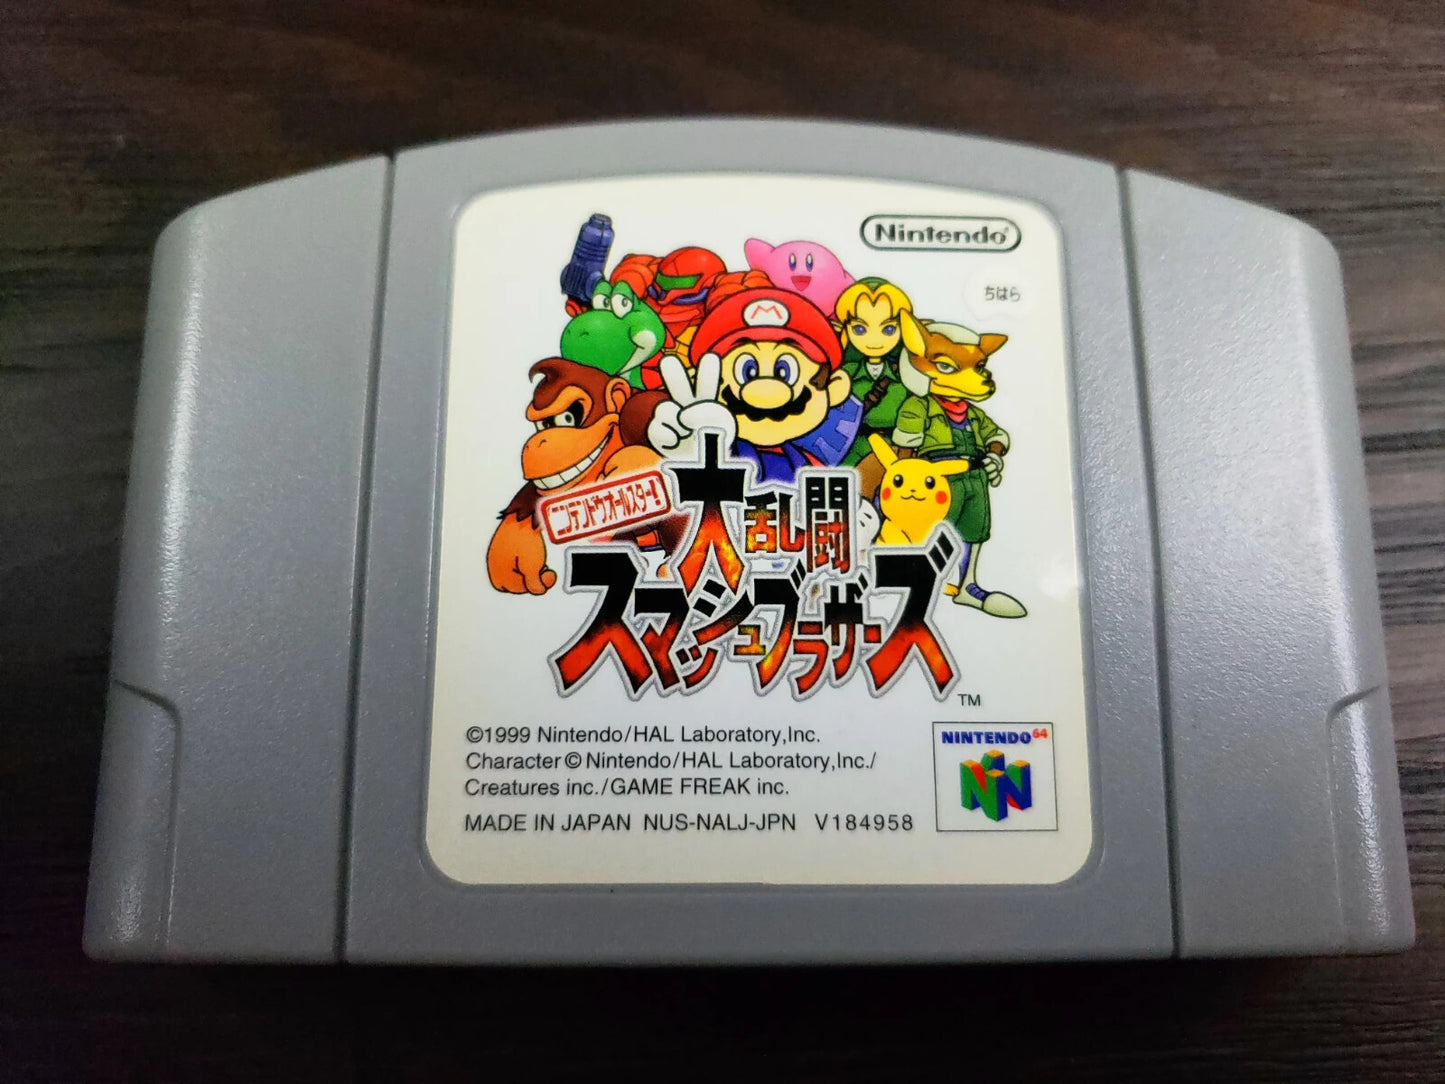 Nintendo
ちはら
M
ニンテンドウオールスター!
大乱闘
スマッシュブラザーズ
TM
©1999 Nintendo/HAL Laboratory,Inc.
Character © Nintendo/HAL Laboratory,Inc./
Creatures inc./GAME FREAK inc.
MADE IN JAPAN NUS-NALJ-JPN V184958
NINTENDO 64